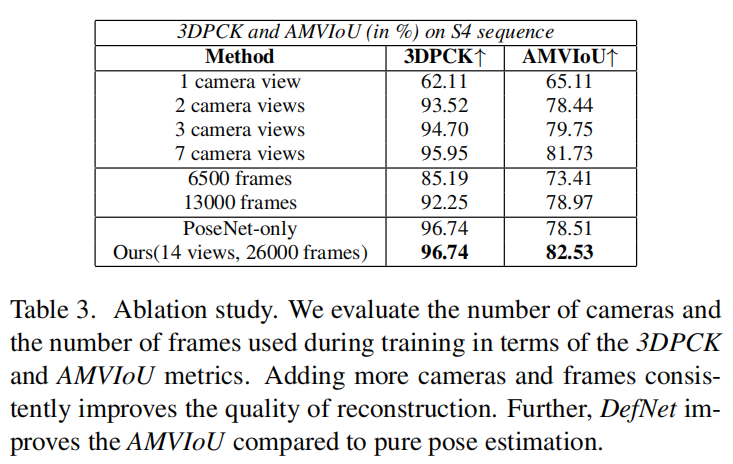 3DPCK and AMVIoU (in %) on S4 sequence
Method 3DPCK↑ AMVIoU↑
1 camera view 62.11 65.11
2 camera views 93.52 78.44
3 camera views 94.70 79.75
7 camera views 95.95 81.73
6500 frames 85.19 73.41
13000 frames 92.25 78.97
PoseNet-only 96.74 78.51
Ours(14 views, 26000 frames) 96.74 82.53
Table 3. Ablation study. We evaluate the number of cameras and
the number of frames used during training in terms of the 3DPCK
and AMVIoU metrics. Adding more cameras and frames consis-
tently improves the quality of reconstruction. Further, DefNet im-
proves the AMVIoU compared to pure pose estimation.